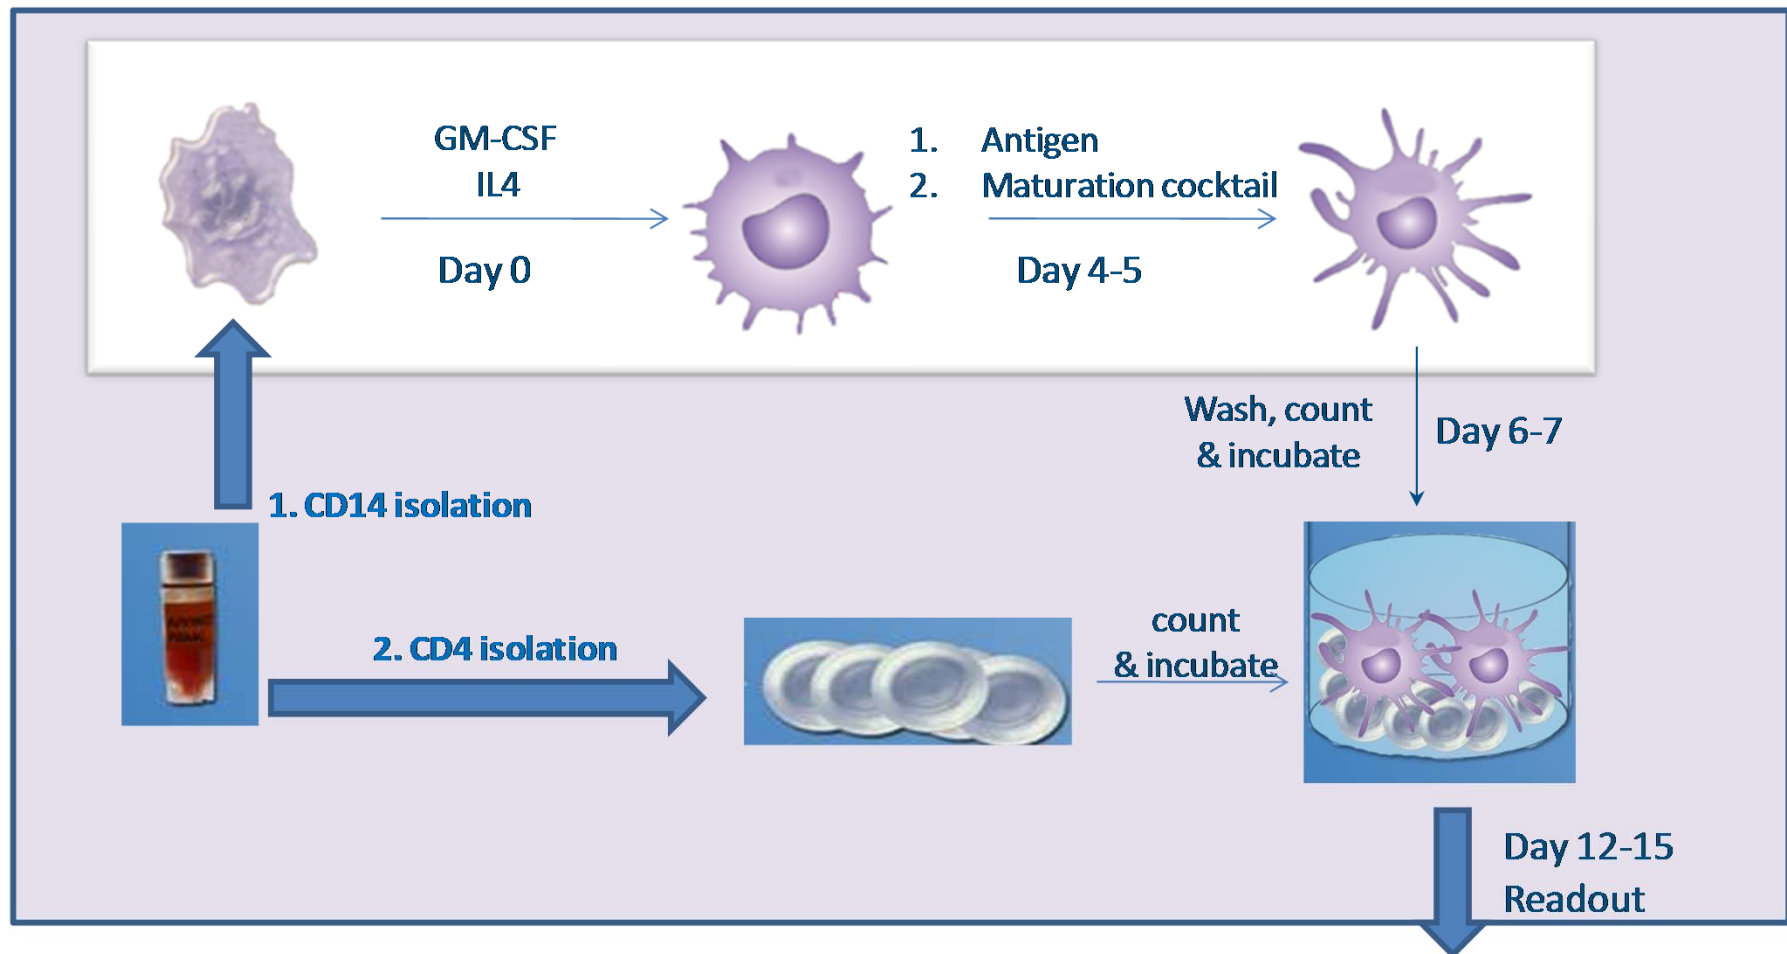 GM-CSF
IL4
Day 0
1. Antigen
2. Maturation cocktail
Day 4-5
Wash, count
& incubate
Day 6-7
1. CD14 isolation
2. CD4 isolation
count
& incubate
Day 12-15
Readout